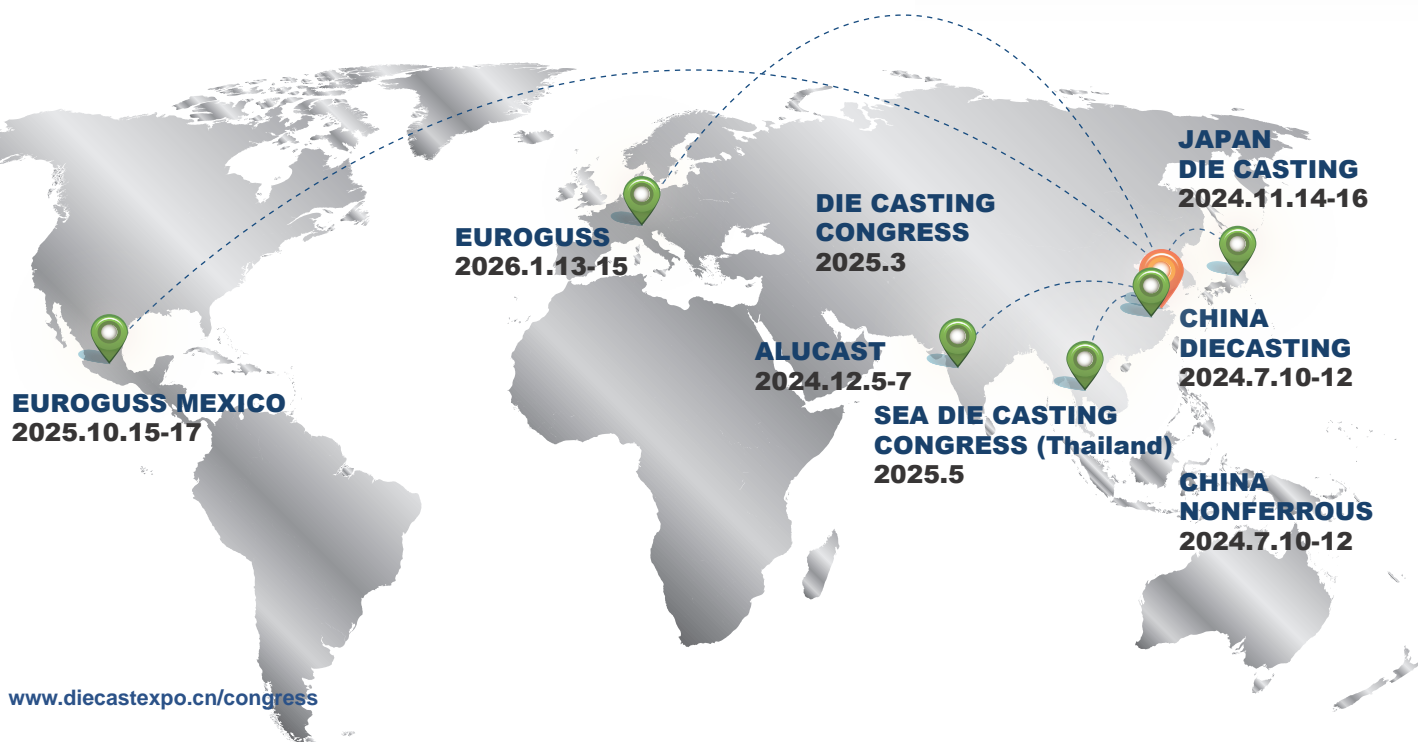 JAPAN
DIE CASTING
2024.11.14-16
DIE CASTING
CONGRESS
2025.3
EUROGUSS
2026.1.13-15
CHINA
DIECASTING
2024.7.10-12
ALUCAST
2024.12.5-7
EUROGUSS MEXICO
2025.10.15-17
SEA DIE CASTING
CONGRESS (Thailand)
2025.5
CHINA
NONFERROUS
2024.7.10-12
www.diecastexpo.cn/congress